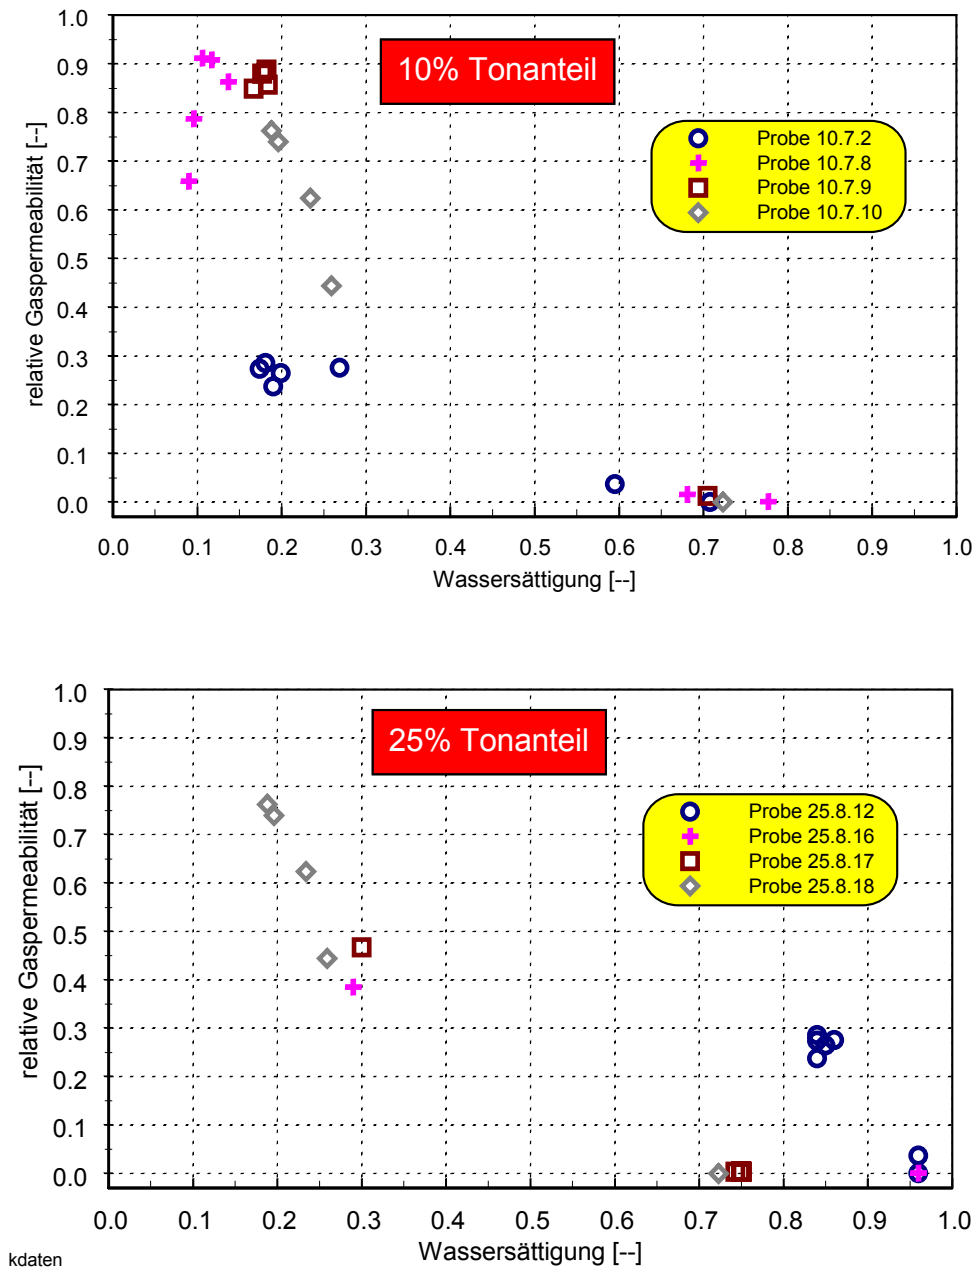 1.0
0.9
0.8
0.7
0.6
0.5
0.4
0.3
0.2
0.1
0.0
relative Gaspermeabilität [--]
10% Tonanteil
Probe 10.7.2
Probe 10.7.8
Probe 10.7.9
Probe 10.7.10
0.0 0.1 0.2 0.3 0.4 0.5 0.6 0.7 0.8 0.9 1.0
Wassersättigung [--]
1.0
0.9
0.8
0.7
0.6
0.5
0.4
0.3
0.2
0.1
0.0
relative Gaspermeabilität [--]
25% Tonanteil
Probe 25.8.12
Probe 25.8.16
Probe 25.8.17
Probe 25.8.18
0.0 0.1 0.2 0.3 0.4 0.5 0.6 0.7 0.8 0.9 1.0
Wassersättigung [--]
kdaten